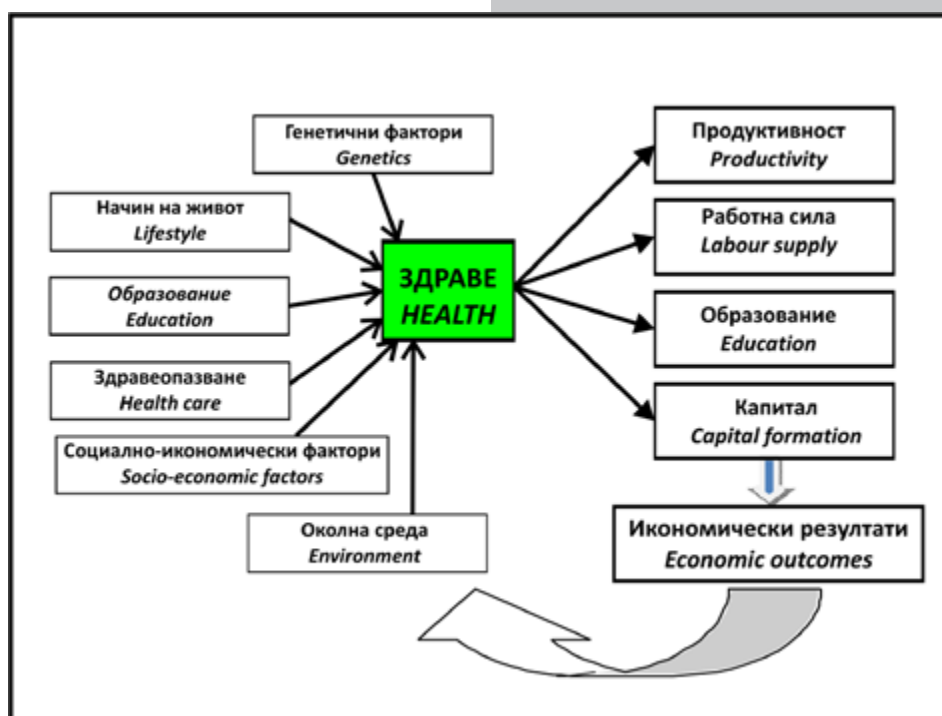 Генетични фактори
Genetics
Начин на живот
Lifestyle
Образование
Education
Здравеопазване
Health care
Социално-икономически фактори
Socio-economic factors
Околна среда
Environment
ЗДРАВЕ
HEALTH
Продуктивност
Productivity
Работна сила
Labour supply
Образование
Education
Капитал
Capital formation
Икономически резултати
Economic outcomes